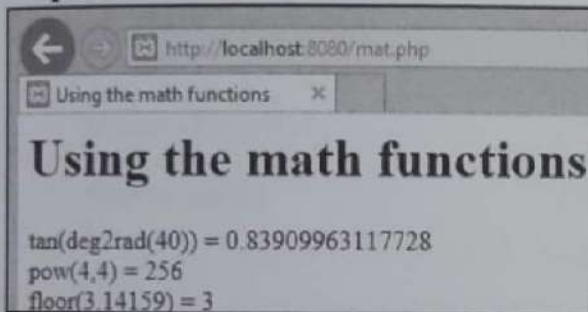 http://localhost:8080/mat.php
Using the math functions
Using the math functions
tan(deg2rad(40)) = 0.83909963117728
pow(4,4) = 256
floor(3.14159) = 3